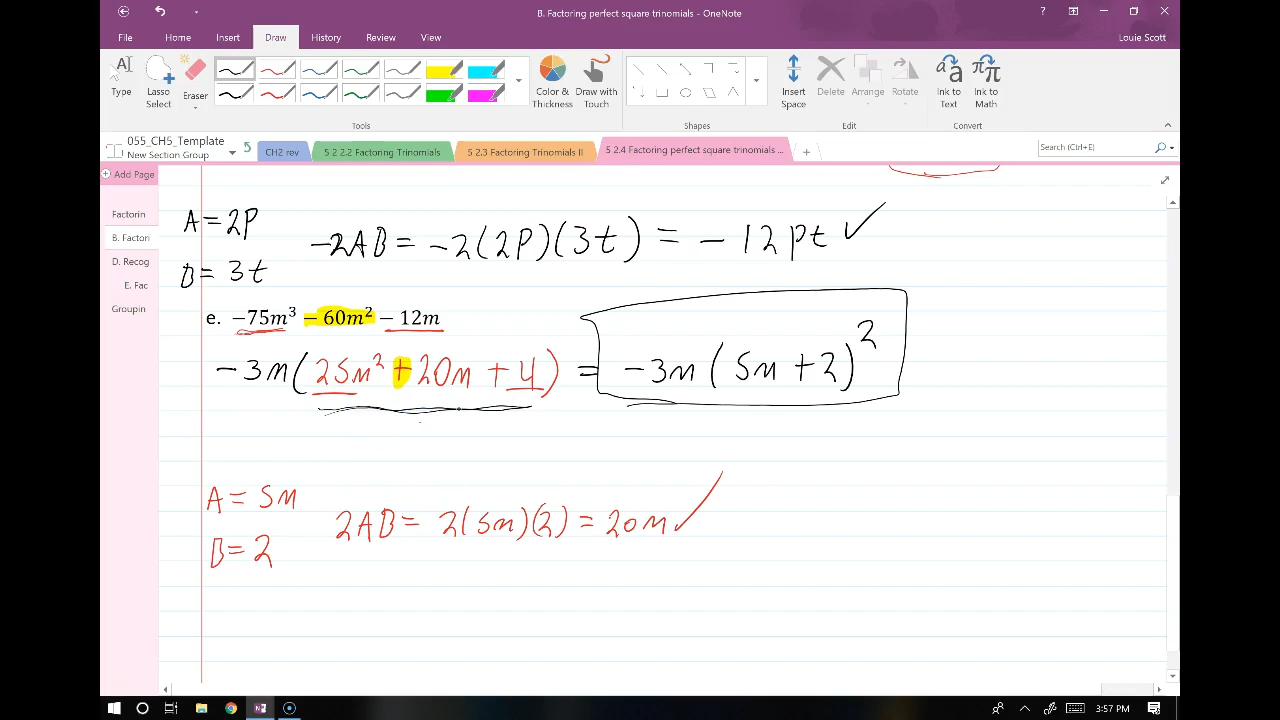 B. Factoring perfect square trinomials - OneNote
?
File Home Insert Draw History Review View
Louie Scott
Type
Lasso Select
Eraser
Color & Thickness
Draw with Touch
Insert Space
Delete
Arrange
Rotate
Ink to Text
Ink to Math
Tools Shapes Edit Convert
055_CH5_Template
New Section Group
CH2 rev
5 2 2.2 Factoring Trinomials
5 2.3 Factoring Trinomials II
5 2.4 Factoring perfect square trinomials ...
Search (Ctrl+E)
Add Page
Factorin
B. Factori
D. Recog
E. Fac
Groupin
A = 2p
-2AB = -2(2p)(3t) = -12pt ✓
B = 3t
e. −75m³ − 60m² − 12m
-3m(25m² + 20m + 4) = -3m(5m + 2)²
A = 5m
2AB = 2(5m)(2) = 20m ✓
B = 2
3:57 PM